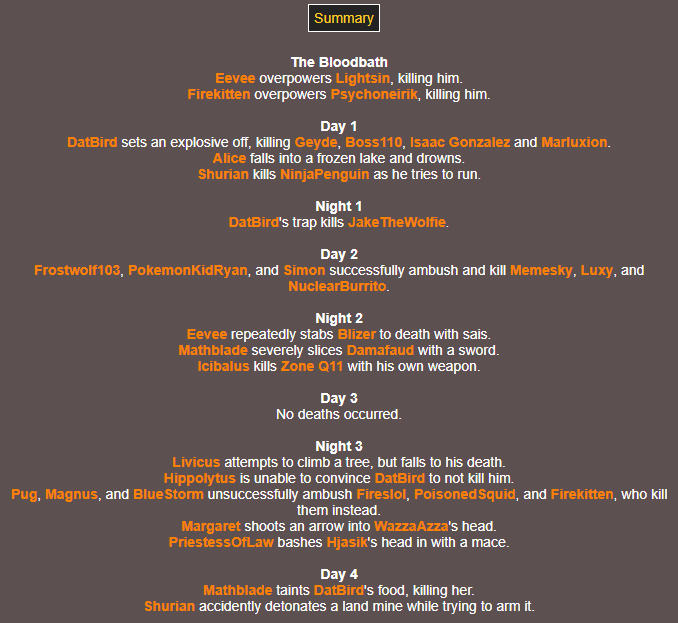 Summary
The Bloodbath
Eevee overpowers Lightsin, killing him.
Firekitten overpowers Psychoneirik, killing him.
Day 1
DatBird sets an explosive off, killing Geyde, Boss110, Isaac Gonzalez and Marluxion.
Alice falls into a frozen lake and drowns.
Shurian kills NinjaPenguin as he tries to run.
Night 1
DatBird's trap kills JakeTheWolfie.
Day 2
Frostwolf103, PokemonKidRyan, and Simon successfully ambush and kill Memesky, Luxy, and
NuclearBurrito.
Night 2
Eevee repeatedly stabs Blizer to death with sais.
Mathblade severely slices Damafaud with a sword.
Icibalus kills Zone Q11 with his own weapon.
Day 3
No deaths occurred.
Night 3
Livicus attempts to climb a tree, but falls to his death.
Hippolytus is unable to convince DatBird to not kill him.
Pug, Magnus, and BlueStorm unsuccessfully ambush Fireslol, PoisonedSquid, and Firekitten, who kill
them instead.
Margaret shoots an arrow into WazzaAzza's head.
PriestessOfLaw bashes Hjasik's head in with a mace.
Day 4
Mathblade taints DatBird's food, killing her.
Shurian accidently detonates a land mine while trying to arm it.